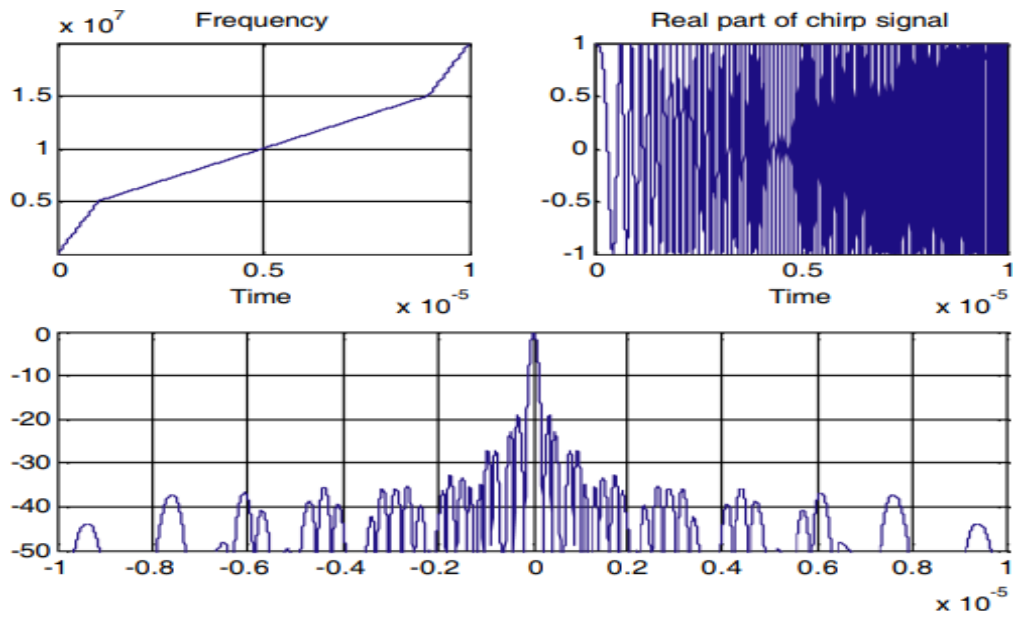 Frequency
x 10^7
1.5
1
0.5
0 0.5 1
Time
x 10^-5
Real part of chirp signal
1
0.5
0
-0.5
-1
0 0.5 1
Time
x 10^-5
0
-10
-20
-30
-40
-50
-1 -0.8 -0.6 -0.4 -0.2 0 0.2 0.4 0.6 0.8 1
x 10^-5